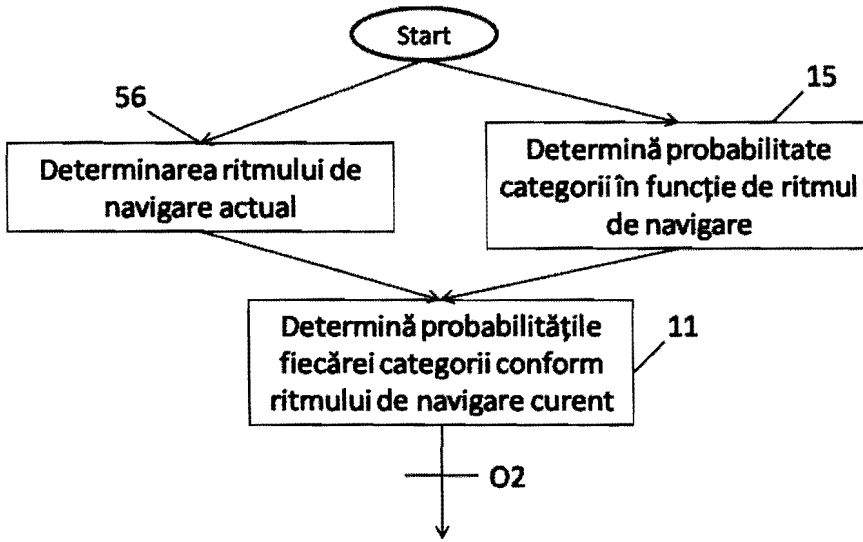 Start
56
Determinarea ritmului de
navigare actual
15
Determină probabilitate
categorii în funcție de ritmul
de navigare
Determină probabilitățile
fiecărei categorii conform
ritmului de navigare curent
11
O2